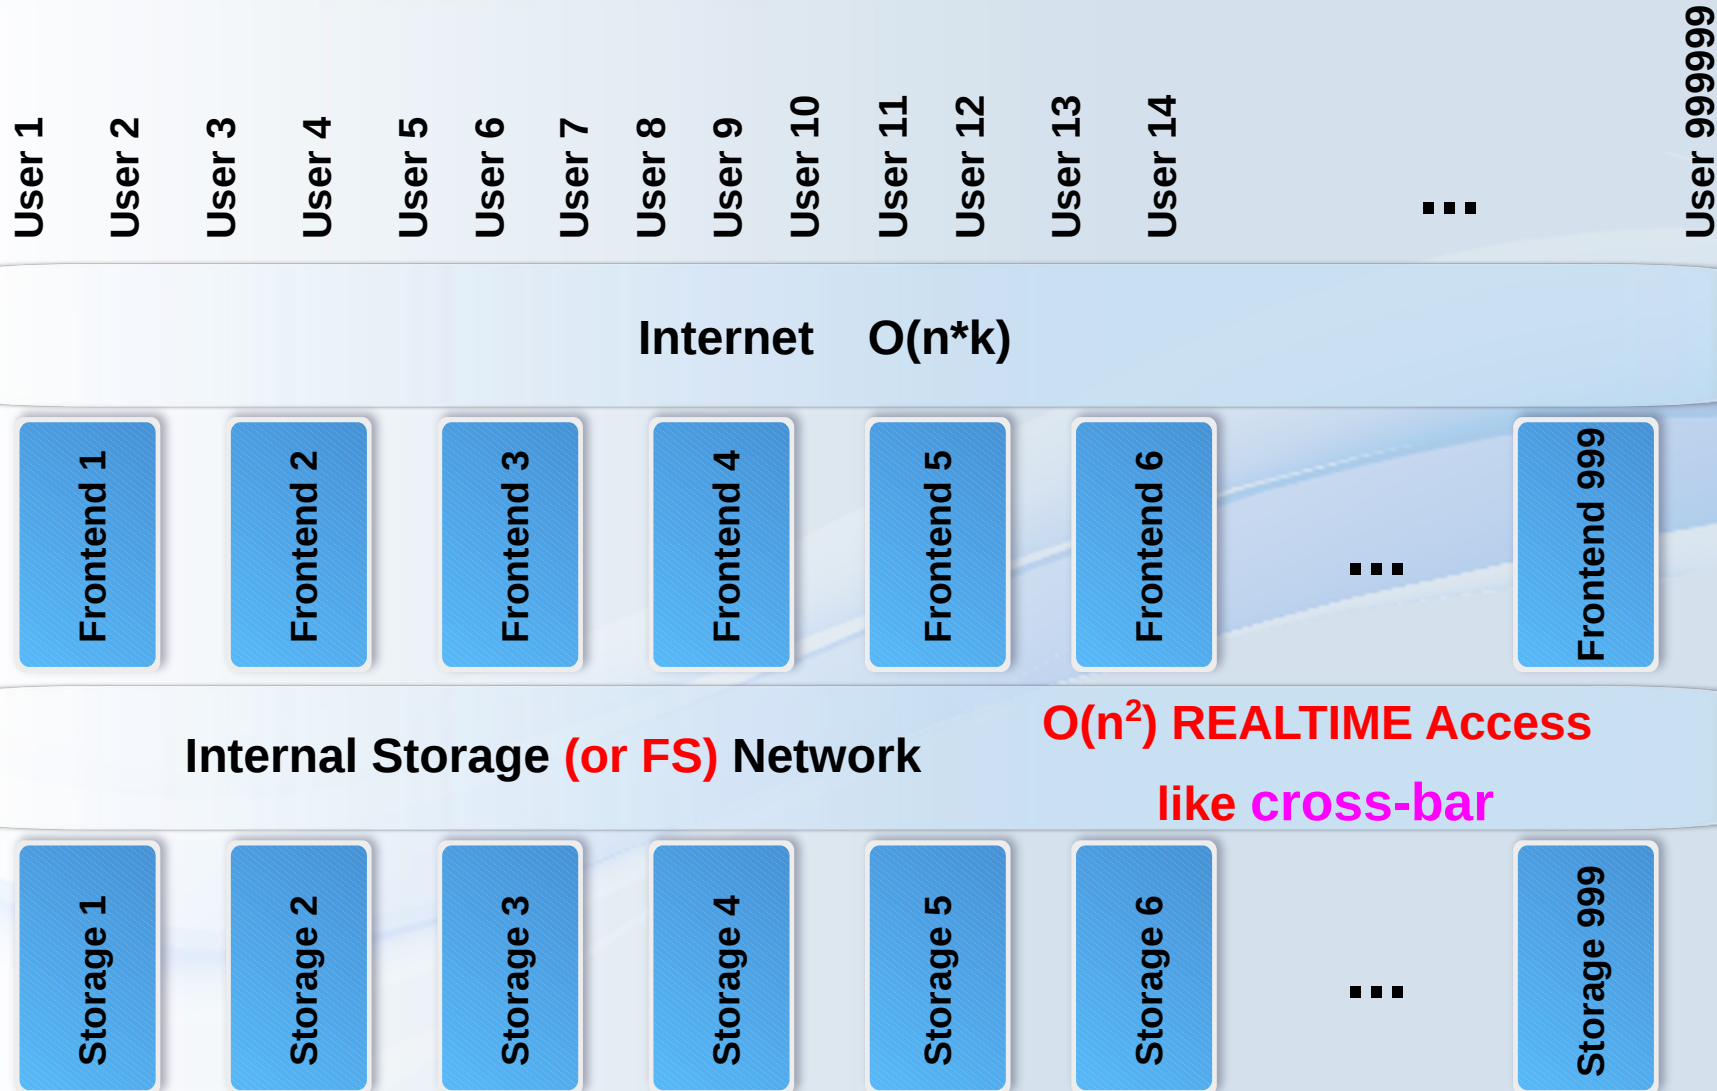 User 1
User 2
User 3
User 4
User 5
User 6
User 7
User 8
User 9
User 10
User 11
User 12
User 13
User 14
...
User 9999999
Internet O(n*k)
Frontend 1
Frontend 2
Frontend 3
Frontend 4
Frontend 5
Frontend 6
...
Frontend 999
Internal Storage (or FS) Network
O(n²) REALTIME Access
like cross-bar
Storage 1
Storage 2
Storage 3
Storage 4
Storage 5
Storage 6
...
Storage 999